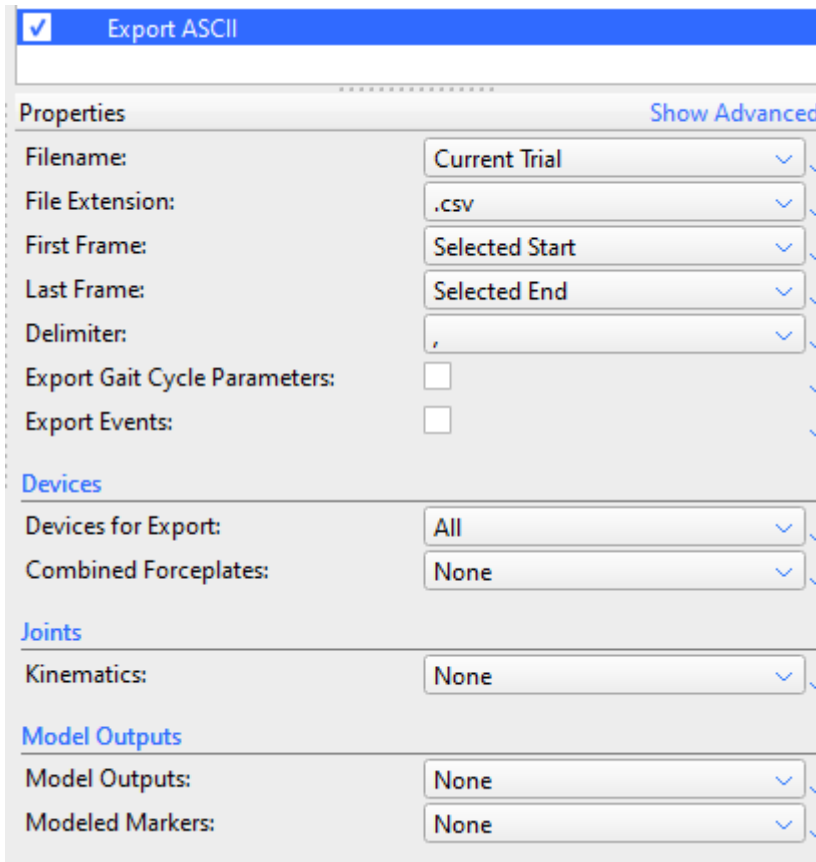 Export ASCII
Properties Show Advanced
Filename: Current Trial
File Extension: .csv
First Frame: Selected Start
Last Frame: Selected End
Delimiter: ,
Export Gait Cycle Parameters:
Export Events:
Devices
Devices for Export: All
Combined Forceplates: None
Joints
Kinematics: None
Model Outputs
Model Outputs: None
Modeled Markers: None